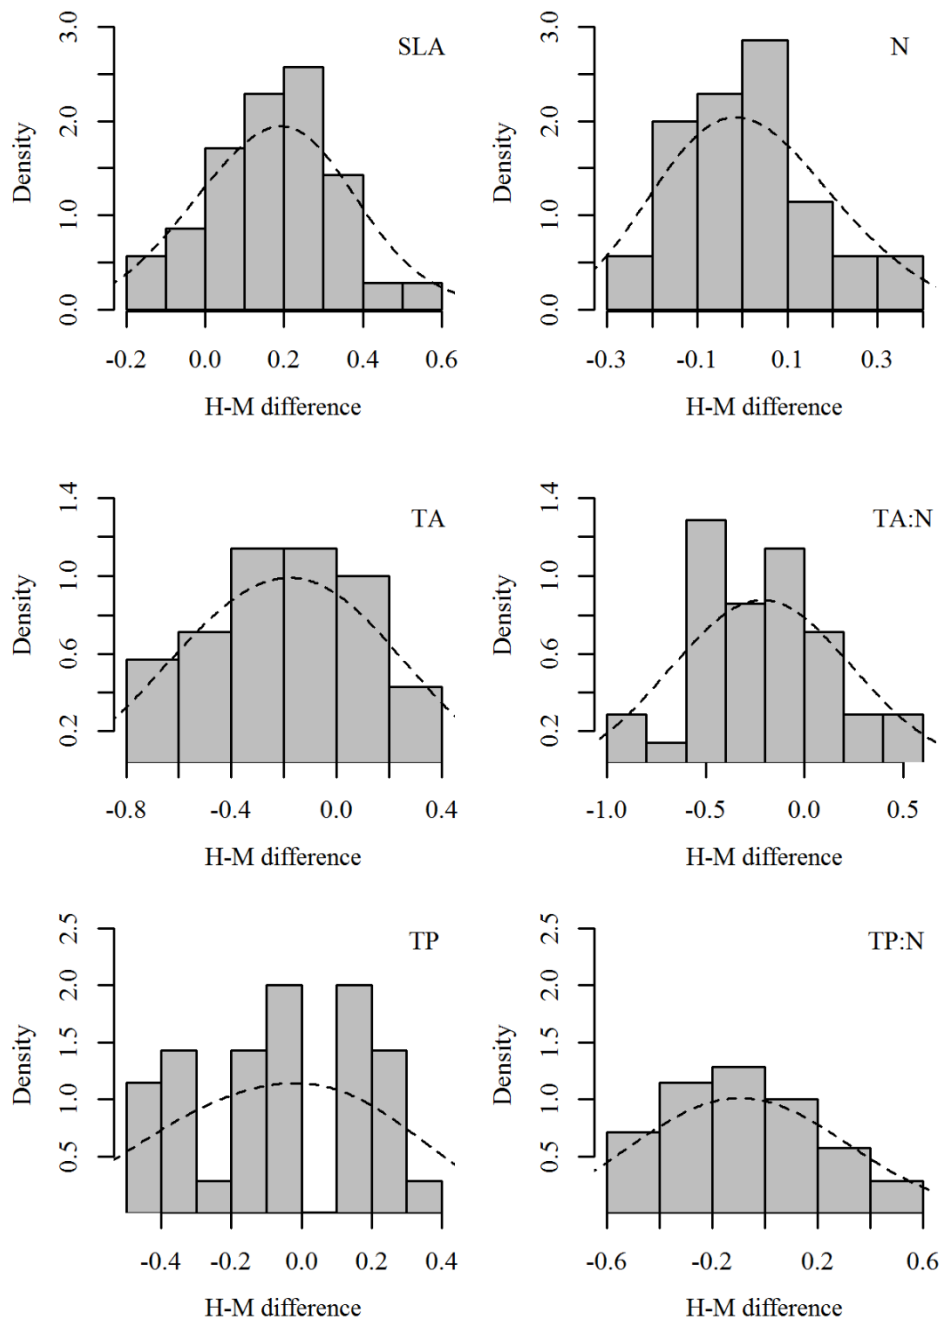 SLA
Density
0.0 1.0 2.0 3.0
-0.2 0.0 0.2 0.4 0.6
H-M difference
N
Density
0.0 1.0 2.0 3.0
-0.3 -0.1 0.1 0.3
H-M difference
TA
Density
0.2 0.6 1.0 1.4
-0.8 -0.4 0.0 0.4
H-M difference
TA:N
Density
0.2 0.6 1.0 1.4
-1.0 -0.5 0.0 0.5
H-M difference
TP
Density
0.5 1.0 1.5 2.0 2.5
-0.4 -0.2 0.0 0.2 0.4
H-M difference
TP:N
Density
0.5 1.0 1.5 2.0 2.5
-0.6 -0.2 0.2 0.6
H-M difference